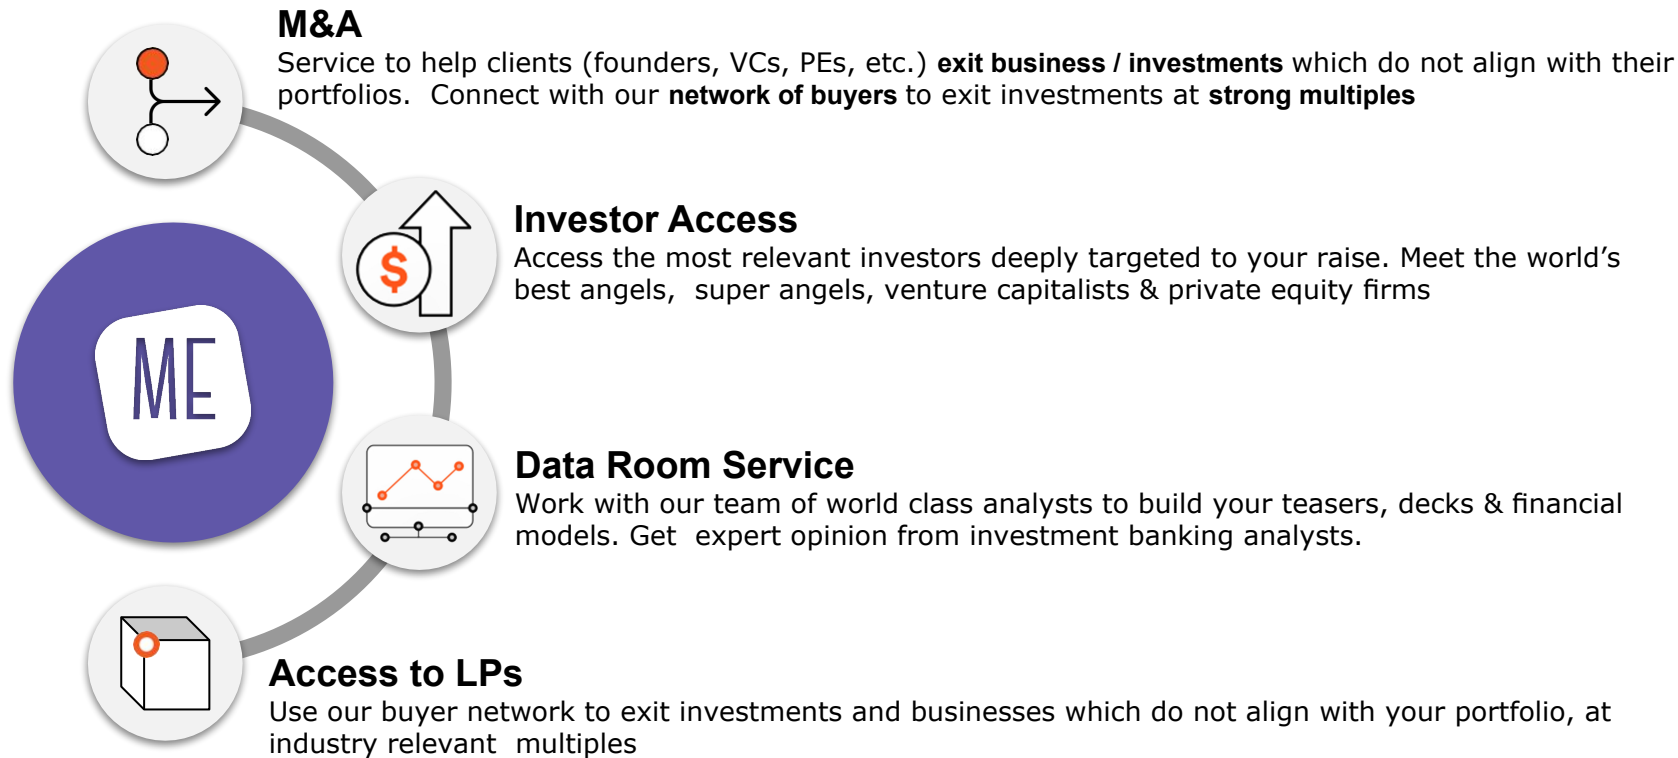 M&A
Service to help clients (founders, VCs, PEs, etc.) exit business / investments which do not align with their
portfolios.  Connect with our network of buyers to exit investments at strong multiples
Investor Access
Access the most relevant investors deeply targeted to your raise. Meet the world’s
best angels,  super angels, venture capitalists & private equity firms
$
ME
Data Room Service
Work with our team of world class analysts to build your teasers, decks & financial
models. Get  expert opinion from investment banking analysts.
Access to LPs
Use our buyer network to exit investments and businesses which do not align with your portfolio, at
industry relevant  multiples